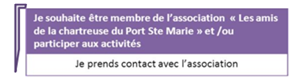 Je souhaite être membre de l'association « Les amis
de la chartreuse du Port Ste Marie » et /ou
participer aux activités
Je prends contact avec l'association